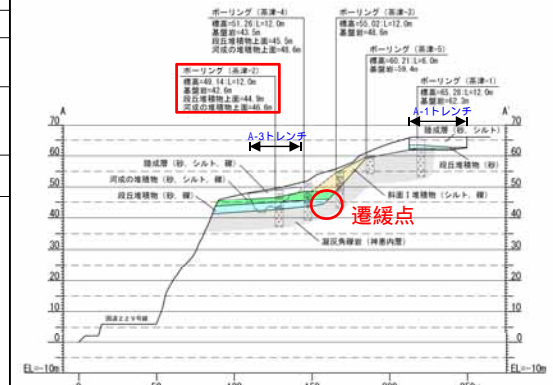 ボーリング（茶津-4）
標高=51.26:L=12.0m
基盤岩=43.5m
段丘堆積物上面=45.5m
河成の堆積物上面=48.6m
ボーリング（茶津-3）
標高=55.02:L=12.0m
基盤岩=48.6m
ボーリング（茶津-5）
標高=60.21:L=6.0m
基盤岩=59.4m
ボーリング（茶津-2）
標高=49.14:L=12.0m
基盤岩=42.6m
段丘堆積物上面=44.9m
河成の堆積物上面=46.6m
ボーリング（茶津-1）
標高=65.28:L=12.0m
基盤岩=62.3m
A
A'
A-3トレンチ
A-1トレンチ
陸成層（砂、シルト）
段丘堆積物（砂）
陸成層（砂、シルト、礫）
河成の堆積物（砂、シルト、礫）
段丘堆積物（砂、礫）
斜面Ⅰ堆積物（シルト、礫）
遷緩点
凝灰角礫岩（神恵内層）
国道229号線
70
60
50
40
30
20
10
0
70
60
50
40
30
20
10
0
EL=-10m
EL=-10m
0
50
100
150
200